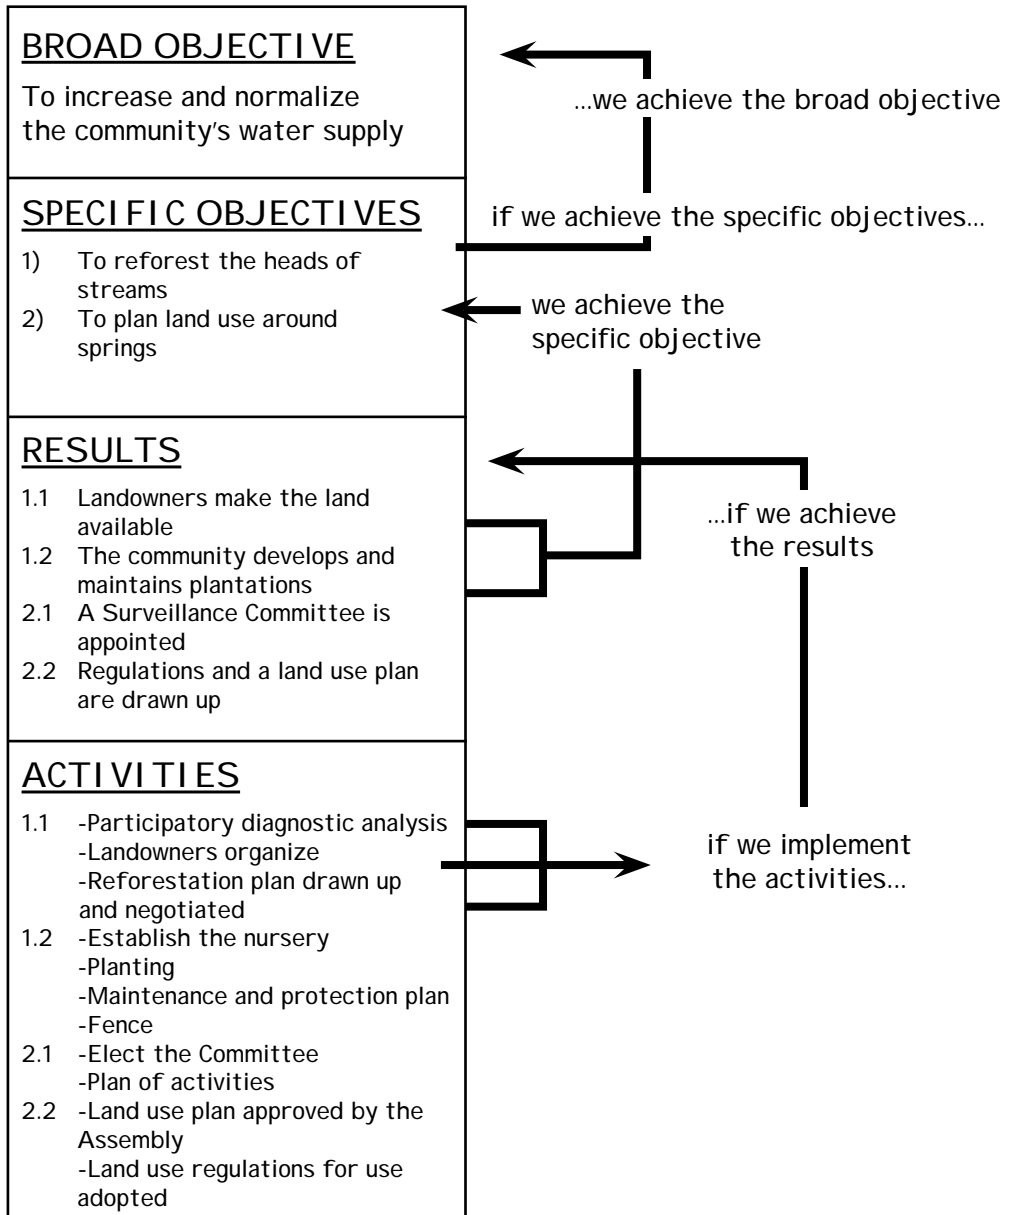 BROAD OBJECTIVE
To increase and normalize
the community's water supply
...we achieve the broad objective
SPECIFIC OBJECTIVES
if we achieve the specific objectives...
1) To reforest the heads of
streams
2) To plan land use around
springs
we achieve the
specific objective
RESULTS
1.1 Landowners make the land
available
1.2 The community develops and
maintains plantations
2.1 A Surveillance Committee is
appointed
2.2 Regulations and a land use plan
are drawn up
...if we achieve
the results
ACTIVITIES
1.1 -Participatory diagnostic analysis
-Landowners organize
-Reforestation plan drawn up
and negotiated
1.2 -Establish the nursery
-Planting
-Maintenance and protection plan
-Fence
2.1 -Elect the Committee
-Plan of activities
2.2 -Land use plan approved by the
Assembly
-Land use regulations for use
adopted
if we implement
the activities...